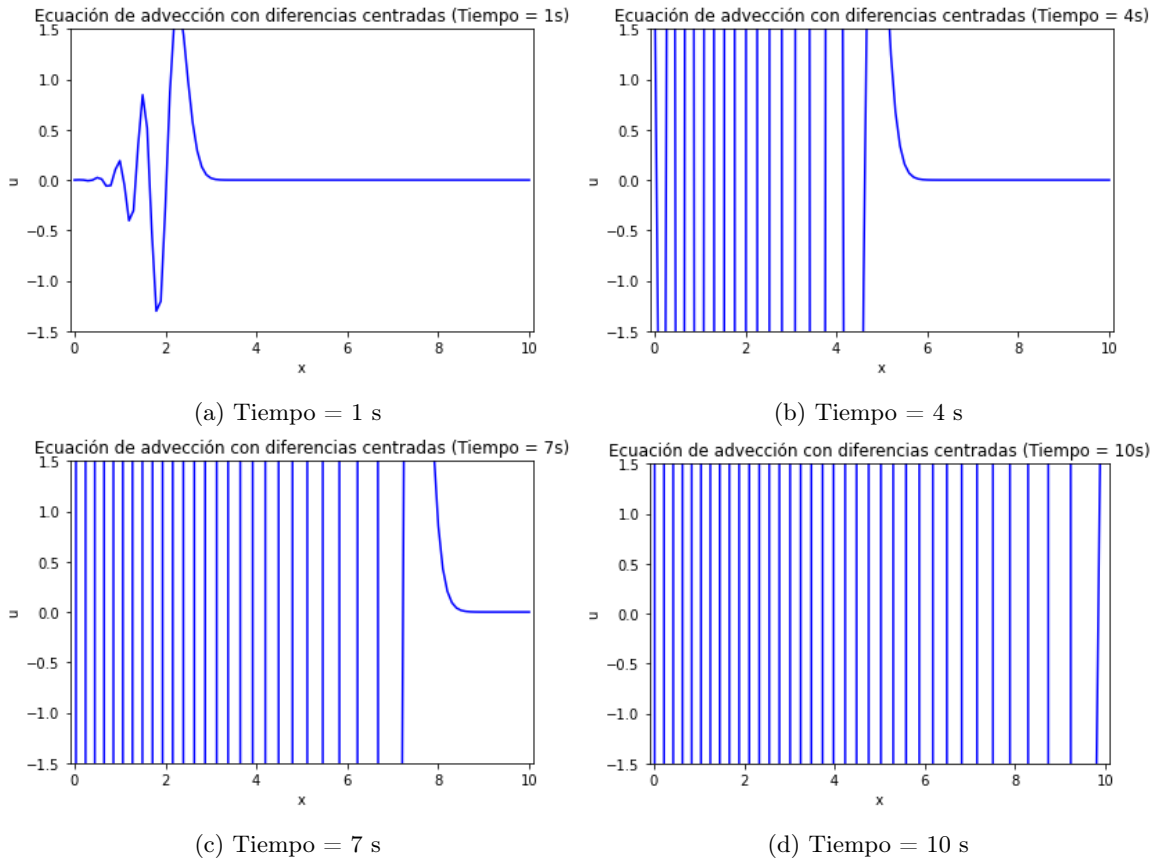 Ecuación de advección con diferencias centradas (Tiempo = 1s)
1.5
1.0
0.5
0.0
-0.5
-1.0
-1.5
u
0 2 4 6 8 10
x
(a) Tiempo = 1 s
Ecuación de advección con diferencias centradas (Tiempo = 4s)
1.5
1.0
0.5
0.0
-0.5
-1.0
-1.5
u
0 2 4 6 8 10
x
(b) Tiempo = 4 s
Ecuación de advección con diferencias centradas (Tiempo = 7s)
1.5
1.0
0.5
0.0
-0.5
-1.0
-1.5
u
0 2 4 6 8 10
x
(c) Tiempo = 7 s
Ecuación de advección con diferencias centradas (Tiempo = 10s)
1.5
1.0
0.5
0.0
-0.5
-1.0
-1.5
u
0 2 4 6 8 10
x
(d) Tiempo = 10 s